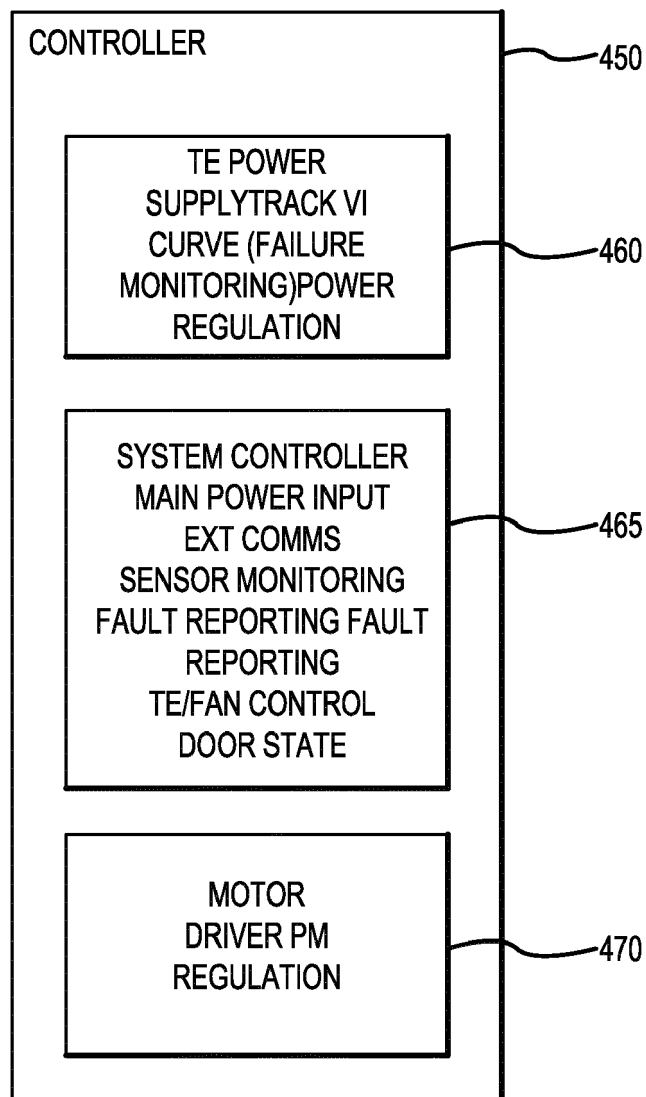 CONTROLLER
450
TE POWER
SUPPLYTRACK VI
CURVE (FAILURE
MONITORING)POWER
REGULATION
460
SYSTEM CONTROLLER
MAIN POWER INPUT
EXT COMMS
SENSOR MONITORING
FAULT REPORTING FAULT
REPORTING
TE/FAN CONTROL
DOOR STATE
465
MOTOR
DRIVER PM
REGULATION
470